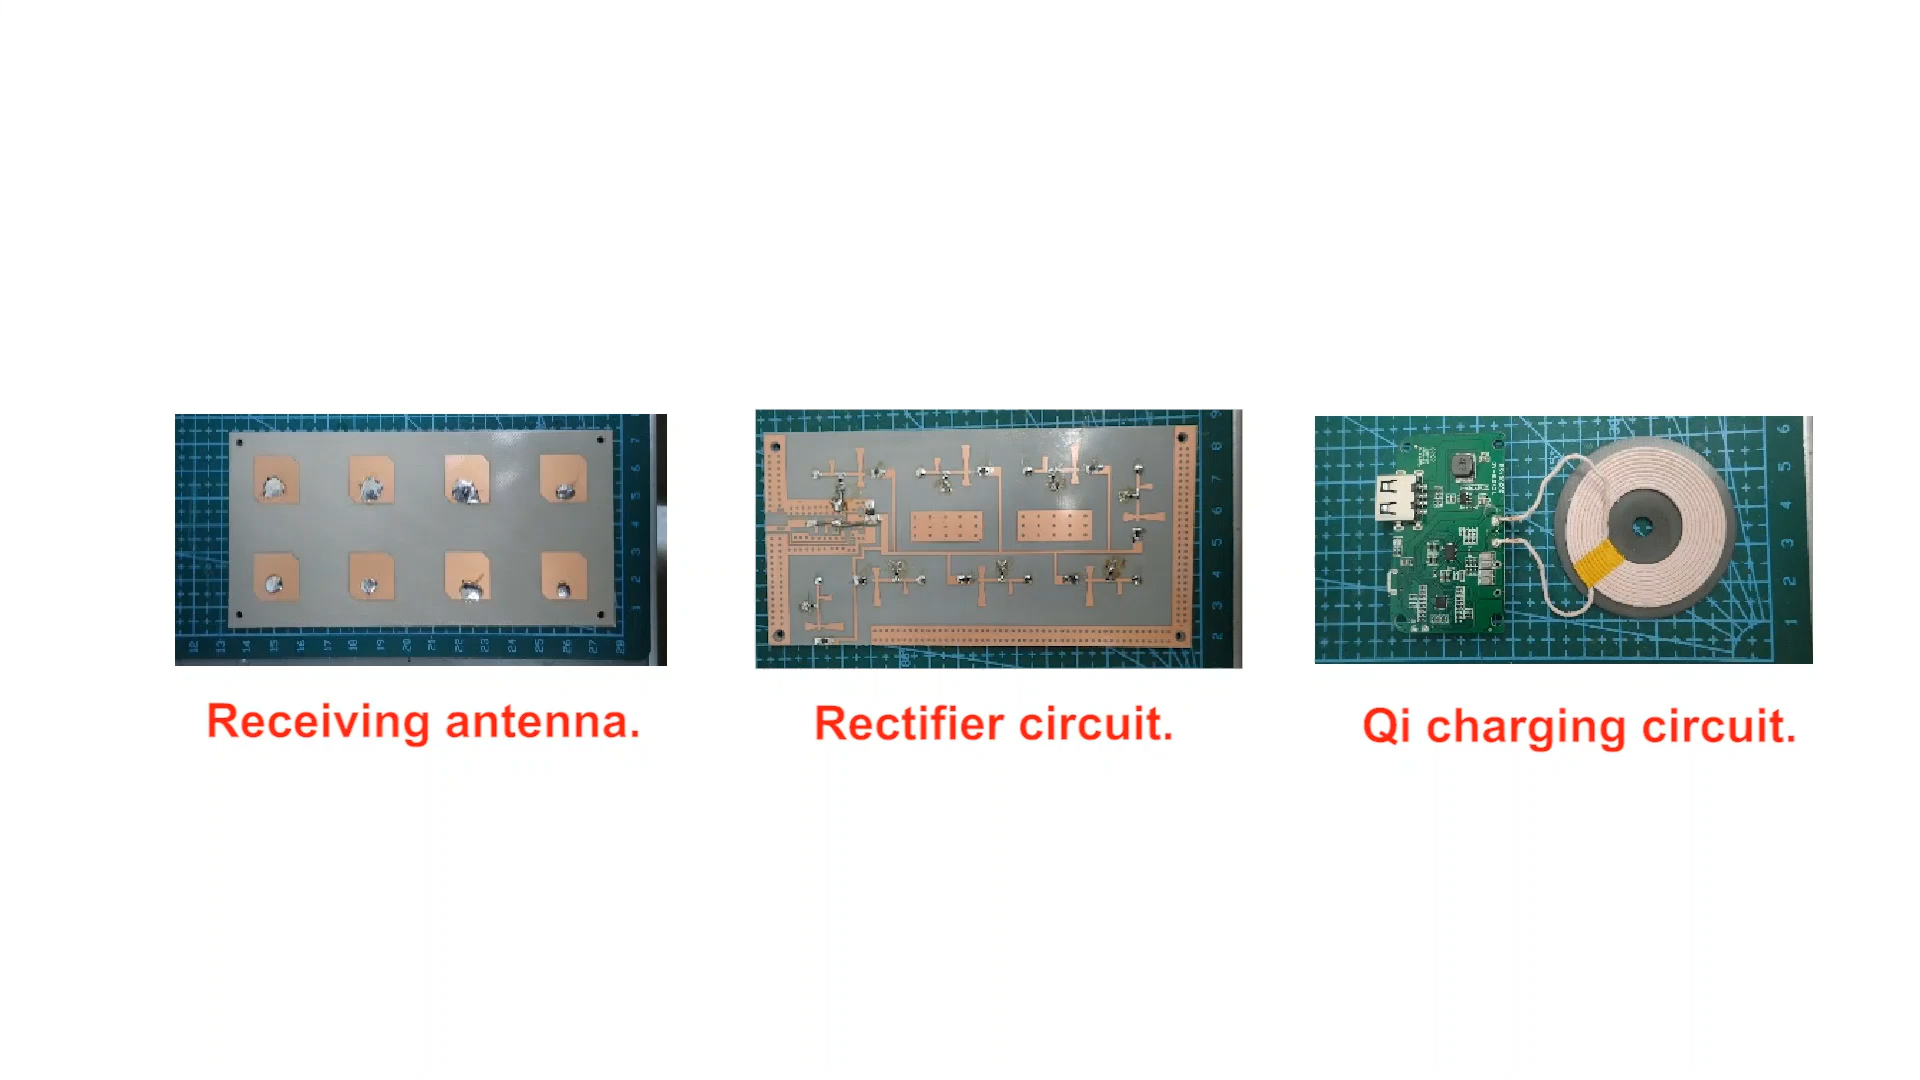 Receiving antenna.
Rectifier circuit.
Qi charging circuit.